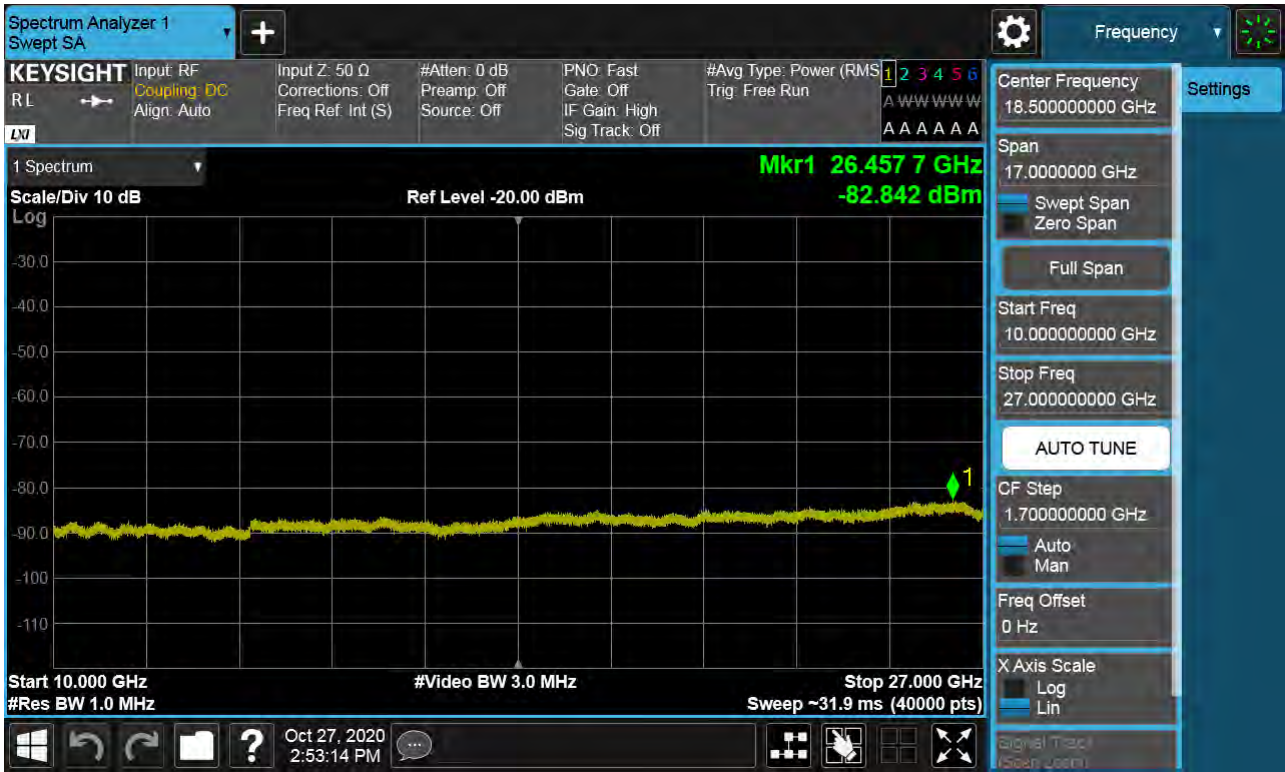 Spectrum Analyzer 1
Swept SA
+
Frequency
KEYSIGHT
R L
LXI
Input: RF
Coupling: DC
Align: Auto
Input Z: 50 Ω
Corrections: Off
Freq Ref: Int (S)
#Atten: 0 dB
Preamp: Off
Source: Off
PNO: Fast
Gate: Off
IF Gain: High
Sig Track: Off
#Avg Type: Power (RMS
Trig: Free Run
1 2 3 4 5 6
A W W W W W
A A A A A A
1 Spectrum
Scale/Div 10 dB
Log
Ref Level -20.00 dBm
Mkr1 26.457 7 GHz
-82.842 dBm
-30.0
-40.0
-50.0
-60.0
-70.0
-80.0
-90.0
-100
-110
1
Start 10.000 GHz
#Res BW 1.0 MHz
#Video BW 3.0 MHz
Stop 27.000 GHz
Sweep ~31.9 ms (40000 pts)
Center Frequency
18.500000000 GHz
Span
17.0000000 GHz
Swept Span
Zero Span
Full Span
Start Freq
10.000000000 GHz
Stop Freq
27.000000000 GHz
AUTO TUNE
CF Step
1.700000000 GHz
Auto
Man
Freq Offset
0 Hz
X Axis Scale
Log
Lin
Signal Track
(Span Zoom)
Settings
?
Oct 27, 2020
2:53:14 PM